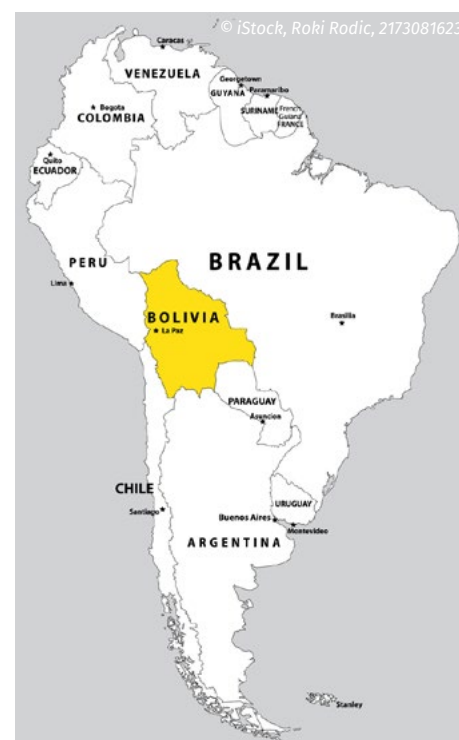 © iStock, Roki Rodic, 2173081623
Caracas
VENEZUELA
Georgetown
GUYANA
Paramaribo
SURINAME
French
Guiana
FRANCE
Bogota
COLOMBIA
Quito
ECUADOR
PERU
Lima
BRAZIL
BOLIVIA
La Paz
Brasilia
PARAGUAY
Asuncion
CHILE
Santiago
URUGUAY
Buenos Aires
Montevideo
ARGENTINA
Stanley